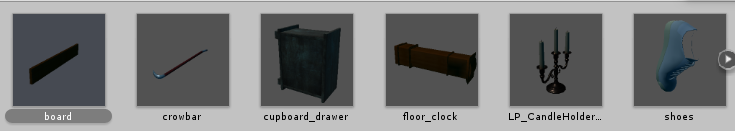 board
crowbar
cupboard_drawer
floor_clock
LP_CandleHolder...
shoes